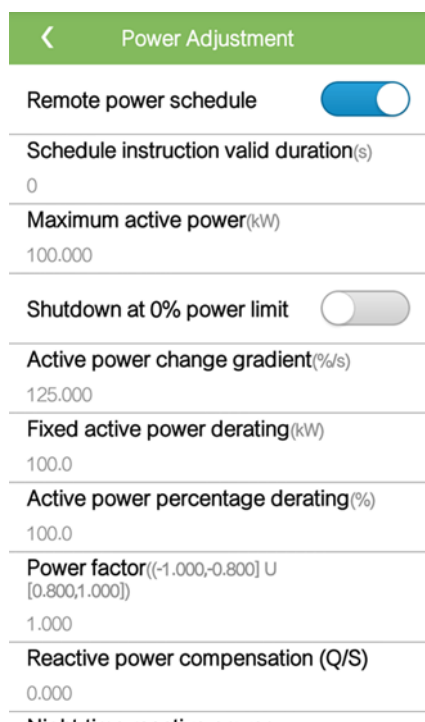 Power Adjustment
Remote power schedule
Schedule instruction valid duration(s)
0
Maximum active power(kW)
100.000
Shutdown at 0% power limit
Active power change gradient(%/s)
125.000
Fixed active power derating(kW)
100.0
Active power percentage derating(%)
100.0
Power factor((-1.000,-0.800] U
[0.800,1.000])
1.000
Reactive power compensation (Q/S)
0.000